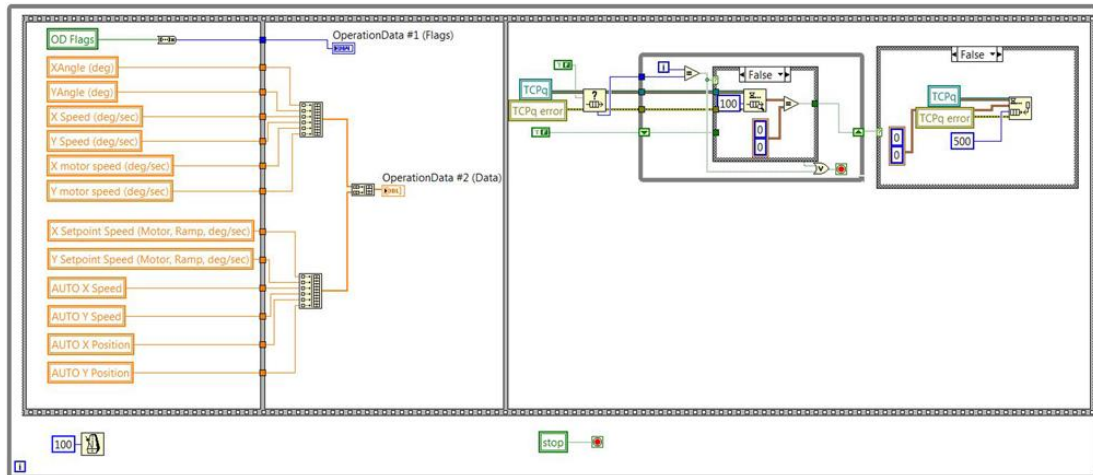 OD Flags
OperationData #1 (Flags)
XAngle (deg)
YAngle (deg)
X Speed (deg/sec)
Y Speed (deg/sec)
X motor speed (deg/sec)
Y motor speed (deg/sec)
OperationData #2 (Data)
X Setpoint Speed (Motor, Ramp, deg/sec)
Y Setpoint Speed (Motor, Ramp, deg/sec)
AUTO X Speed
AUTO Y Speed
AUTO X Position
AUTO Y Position
TCPq
TCPq error
?
i
=
False
100
=
0
0
False
TCPq
TCPq error
500
0
0
100
stop
i